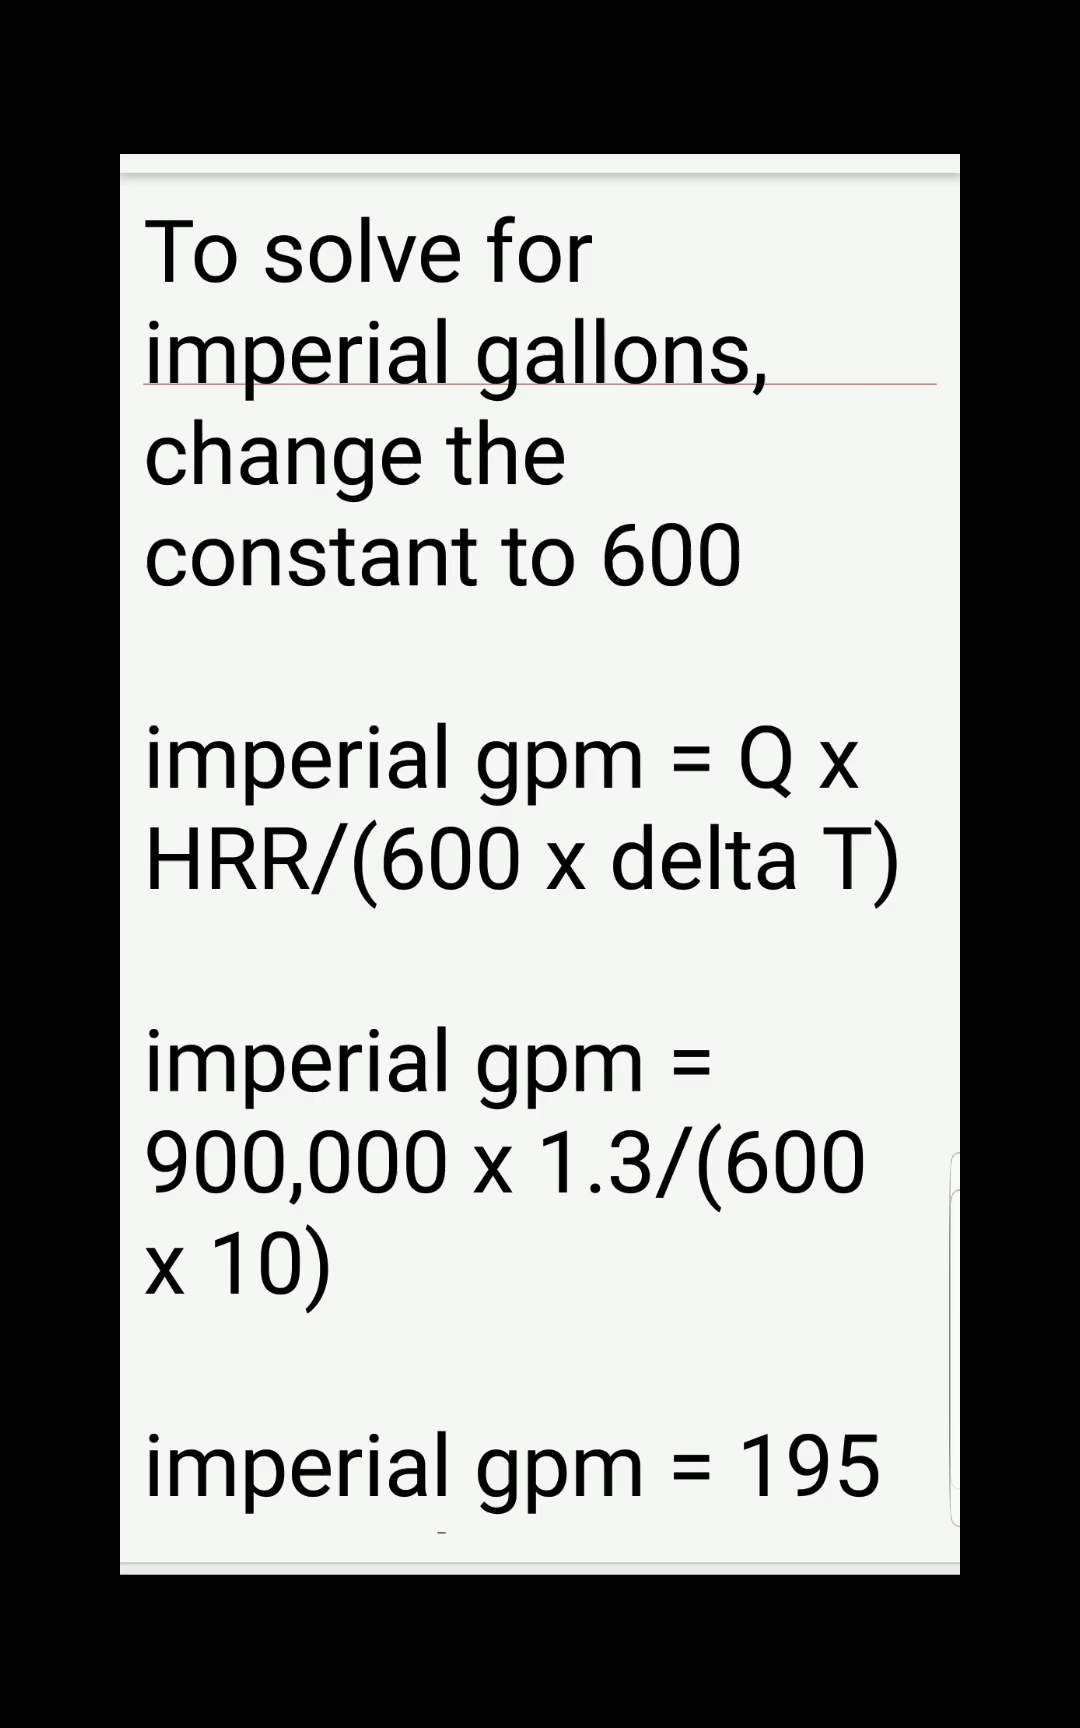 To solve for
imperial gallons,
change the
constant to 600
imperial gpm = Q x
HRR/(600 x delta T)
imperial gpm =
900,000 x 1.3/(600
x 10)
imperial gpm = 195